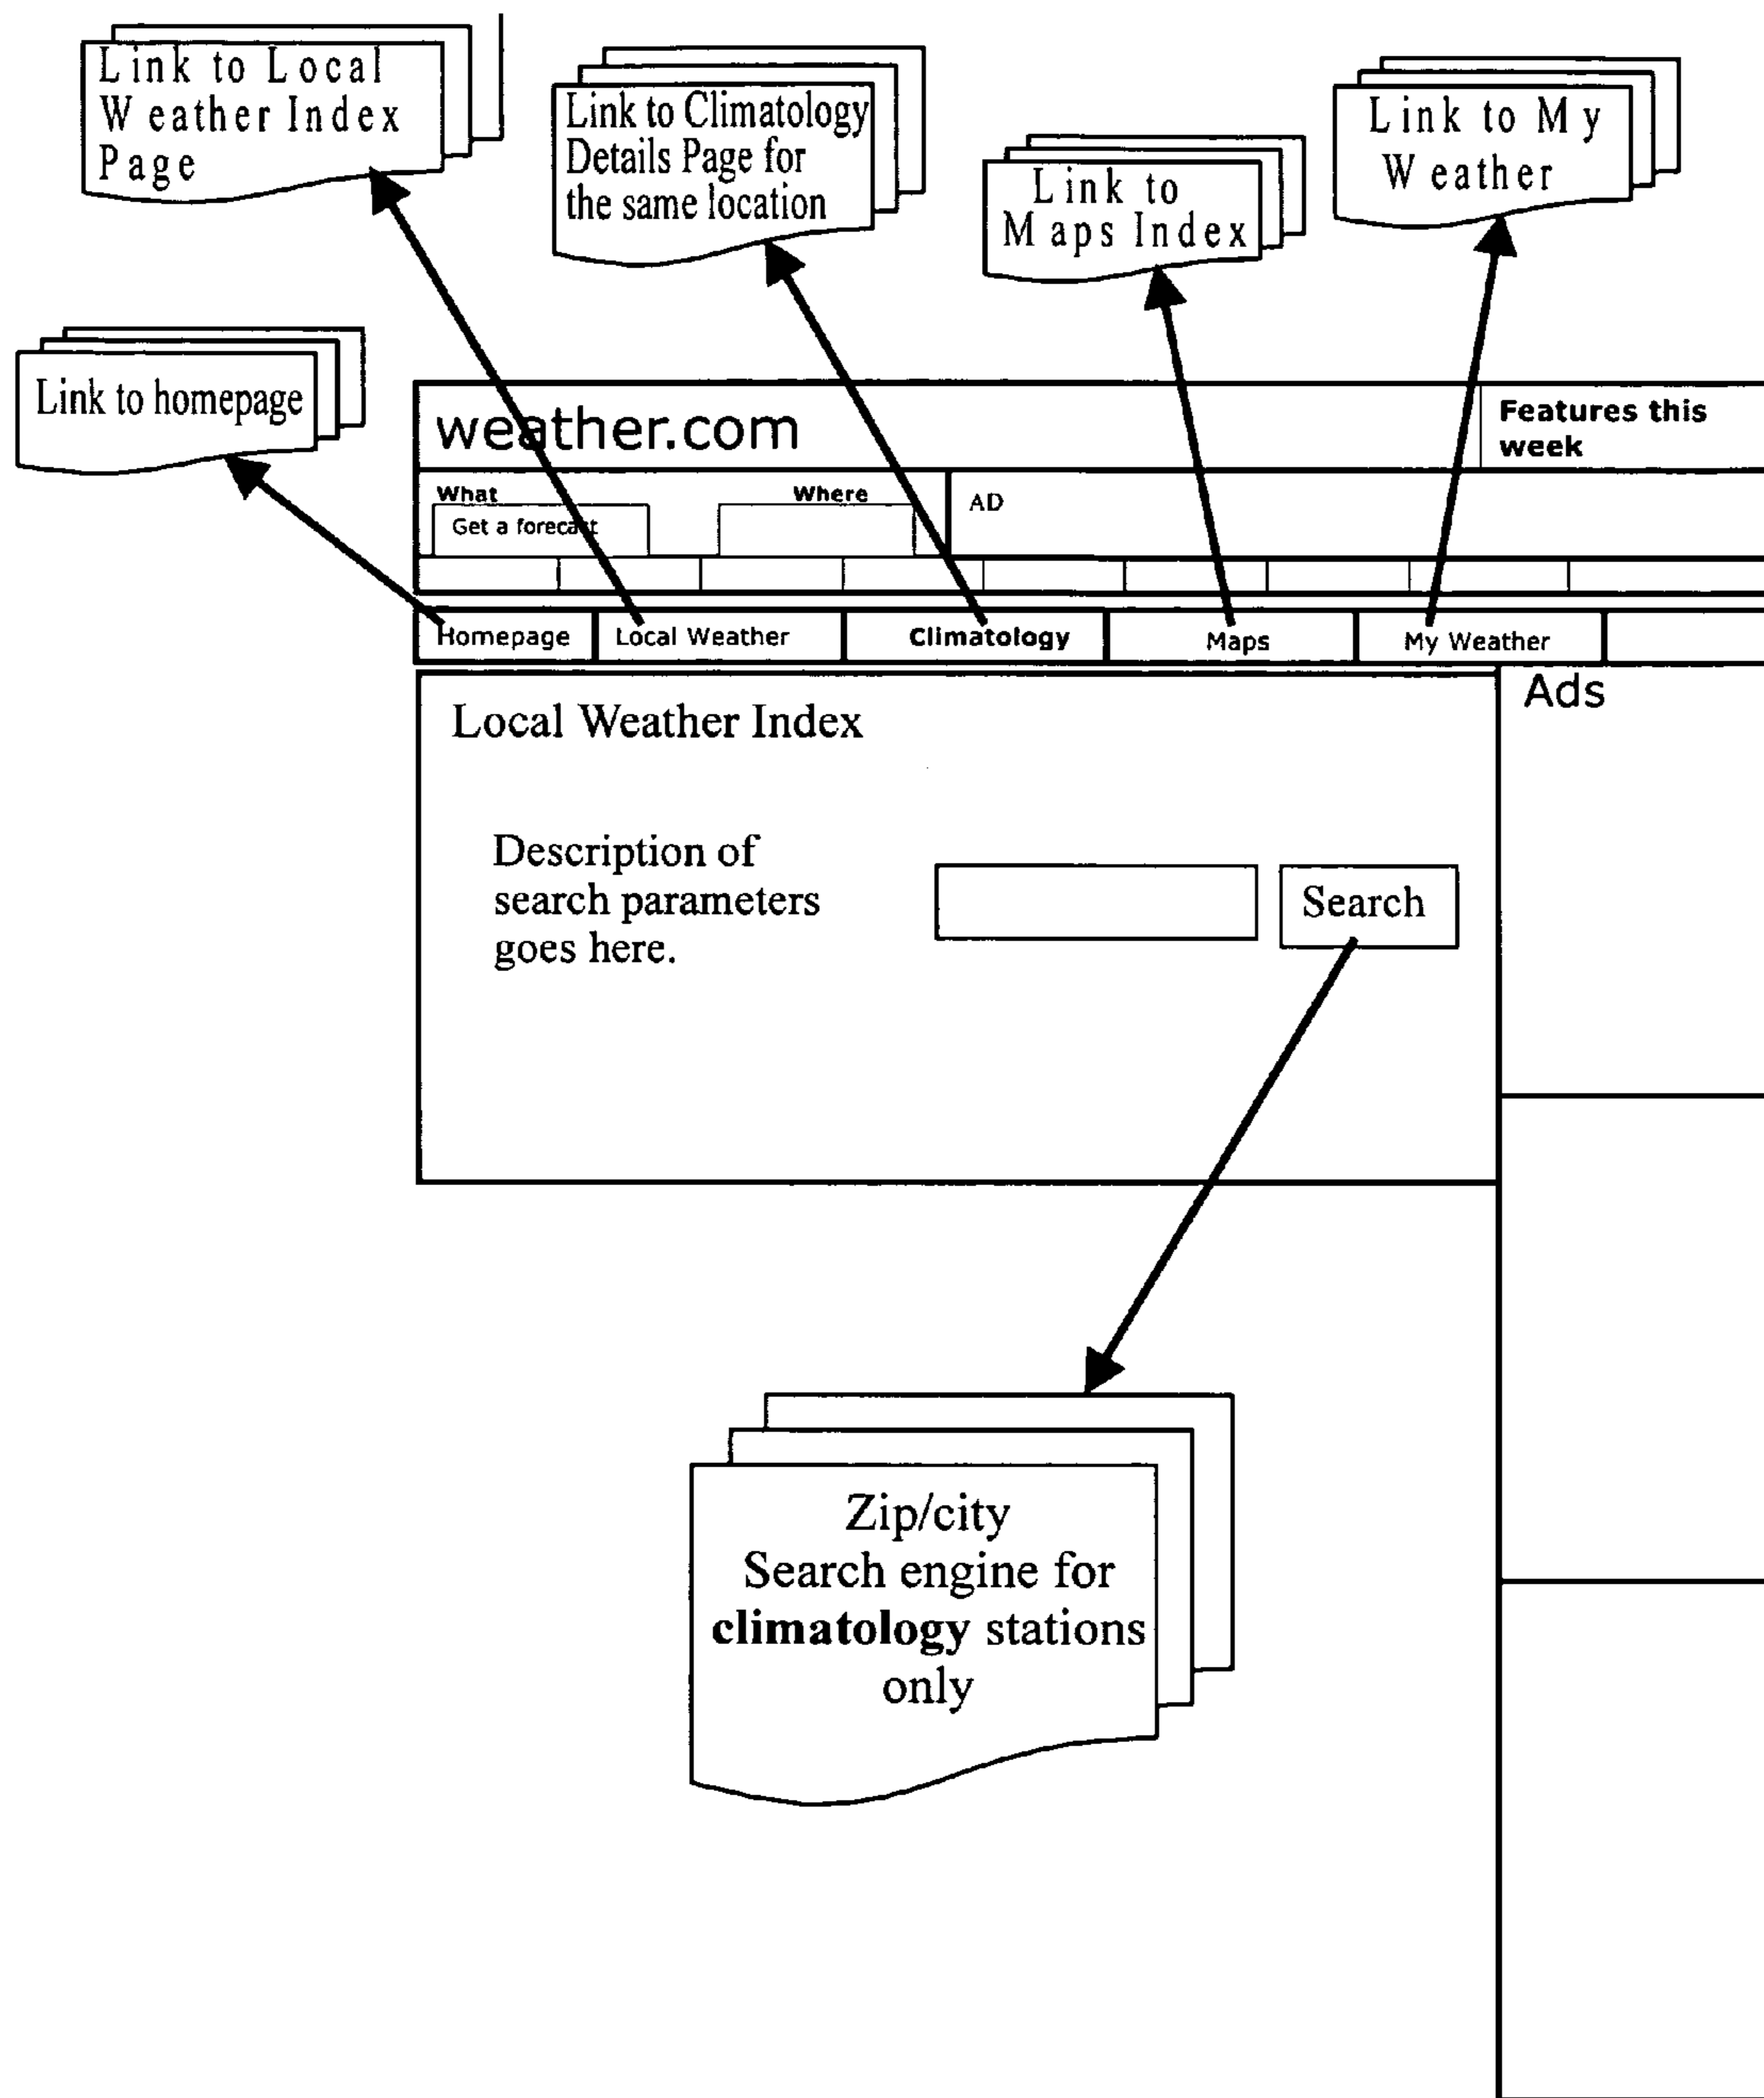 Link to Local
Weather Index
Page
Link to Climatology
Details Page for
the same location
Link to
Maps Index
Link to My
Weather
Link to homepage
weather.com
Features this
week
What
Where
Get a forecast
AD
Homepage
Local Weather
Climatology
Maps
My Weather
Ads
Local Weather Index
Description of
search parameters
goes here.
Search
Zip/city
Search engine for
climatology stations
only